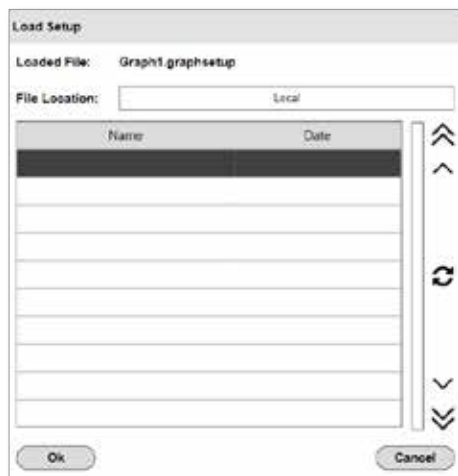 Load Setup
Loaded File: Graph1.graphsetup
File Location: Local
Name Date
Ok Cancel